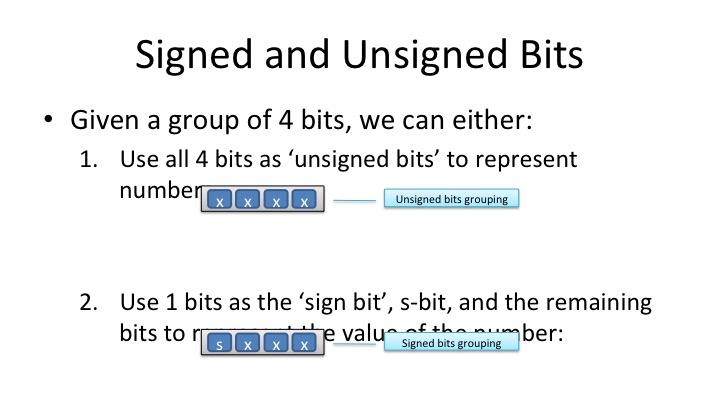 Signed and Unsigned Bits
• Given a group of 4 bits, we can either:
1. Use all 4 bits as ‘unsigned bits’ to represent
number
x x x x Unsigned bits grouping
2. Use 1 bits as the ‘sign bit’, s-bit, and the remaining
bits to represent the value of the number:
s x x x Signed bits grouping